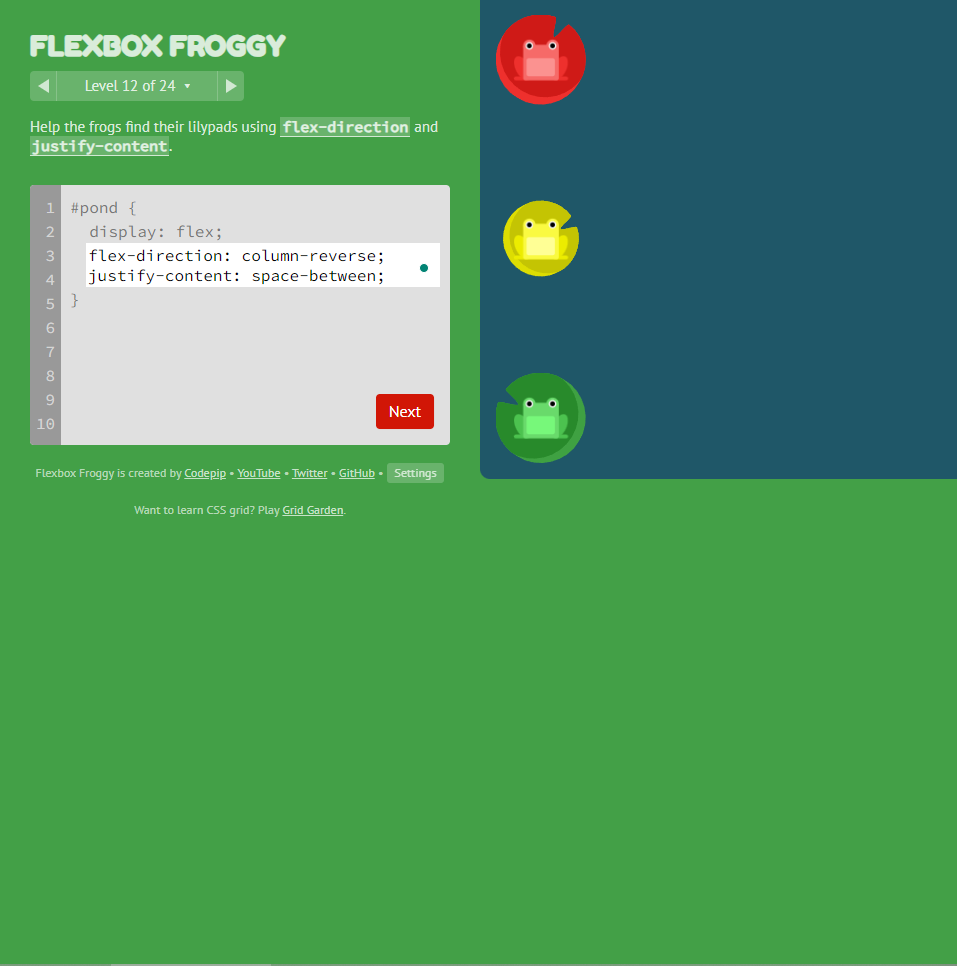 FLEXBOX FROGGY
Level 12 of 24 ▾
Help the frogs find their lilypads using flex-direction and
justify-content.
1 #pond {
2 display: flex;
3 flex-direction: column-reverse;
4 justify-content: space-between;
5 }
6
7
8
9
10
Next
Flexbox Froggy is created by Codepip • YouTube • Twitter • GitHub • Settings
Want to learn CSS grid? Play Grid Garden.